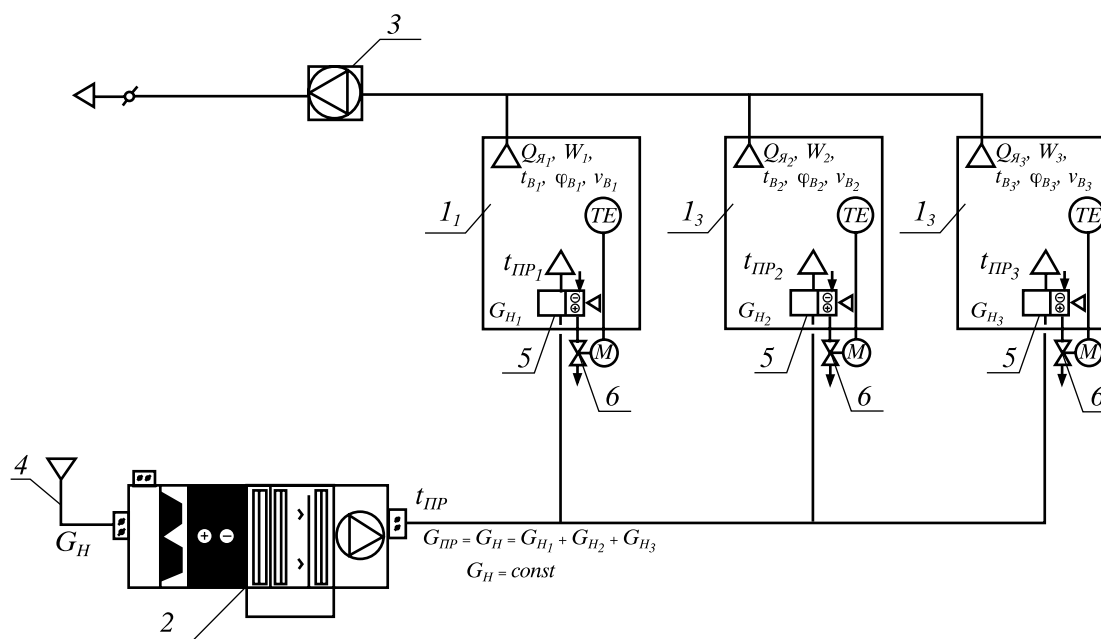 3
Q_Я1, W_1,
t_В1, φ_В1, v_В1
Q_Я2, W_2,
t_В2, φ_В2, v_В2
Q_Я3, W_3,
t_В3, φ_В3, v_В3
1_1
TE
1_3
TE
1_3
TE
t_ПР1
t_ПР2
t_ПР3
G_Н1
G_Н2
G_Н3
5
M
5
M
5
M
6
6
6
4
G_Н
t_ПР
G_ПР = G_Н = G_Н1 + G_Н2 + G_Н3
G_Н = const
2